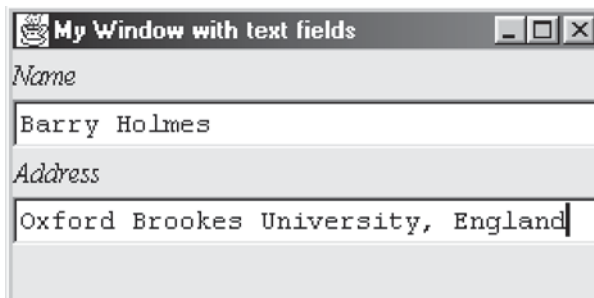 My Window with text fields
Name
Barry Holmes
Address
Oxford Brookes University, England